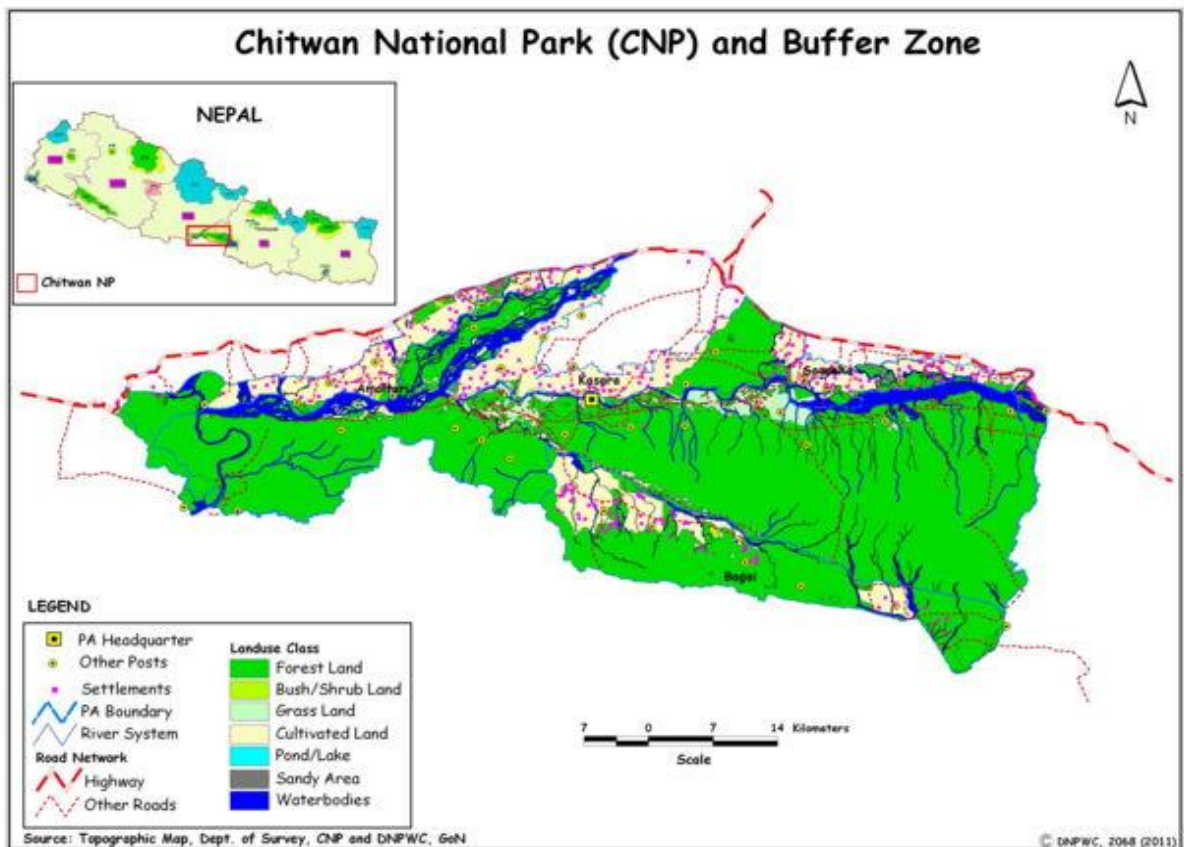 Chitwan National Park (CNP) and Buffer Zone
NEPAL
Chitwan NP
N
Kasara
Amaltari
Bagai
LEGEND
PA Headquarter
Other Posts
Settlements
PA Boundary
River System
Road Network
Highway
Other Roads
Landuse Class
Forest Land
Bush/Shrub Land
Grass Land
Cultivated Land
Pond/Lake
Sandy Area
Waterbodies
7 0 7 14 Kilometers
Scale
Source: Topographic Map, Dept. of Survey, CNP and DNPWC, GoN
© DNPWC, 2068 (2011)